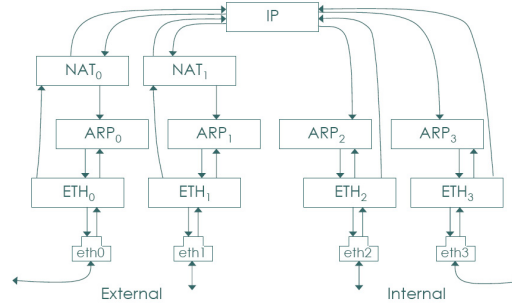 IP
NAT₀ NAT₁
ARP₀ ARP₁ ARP₂ ARP₃
ETH₀ ETH₁ ETH₂ ETH₃
eth0 eth1 eth2 eth3
External Internal